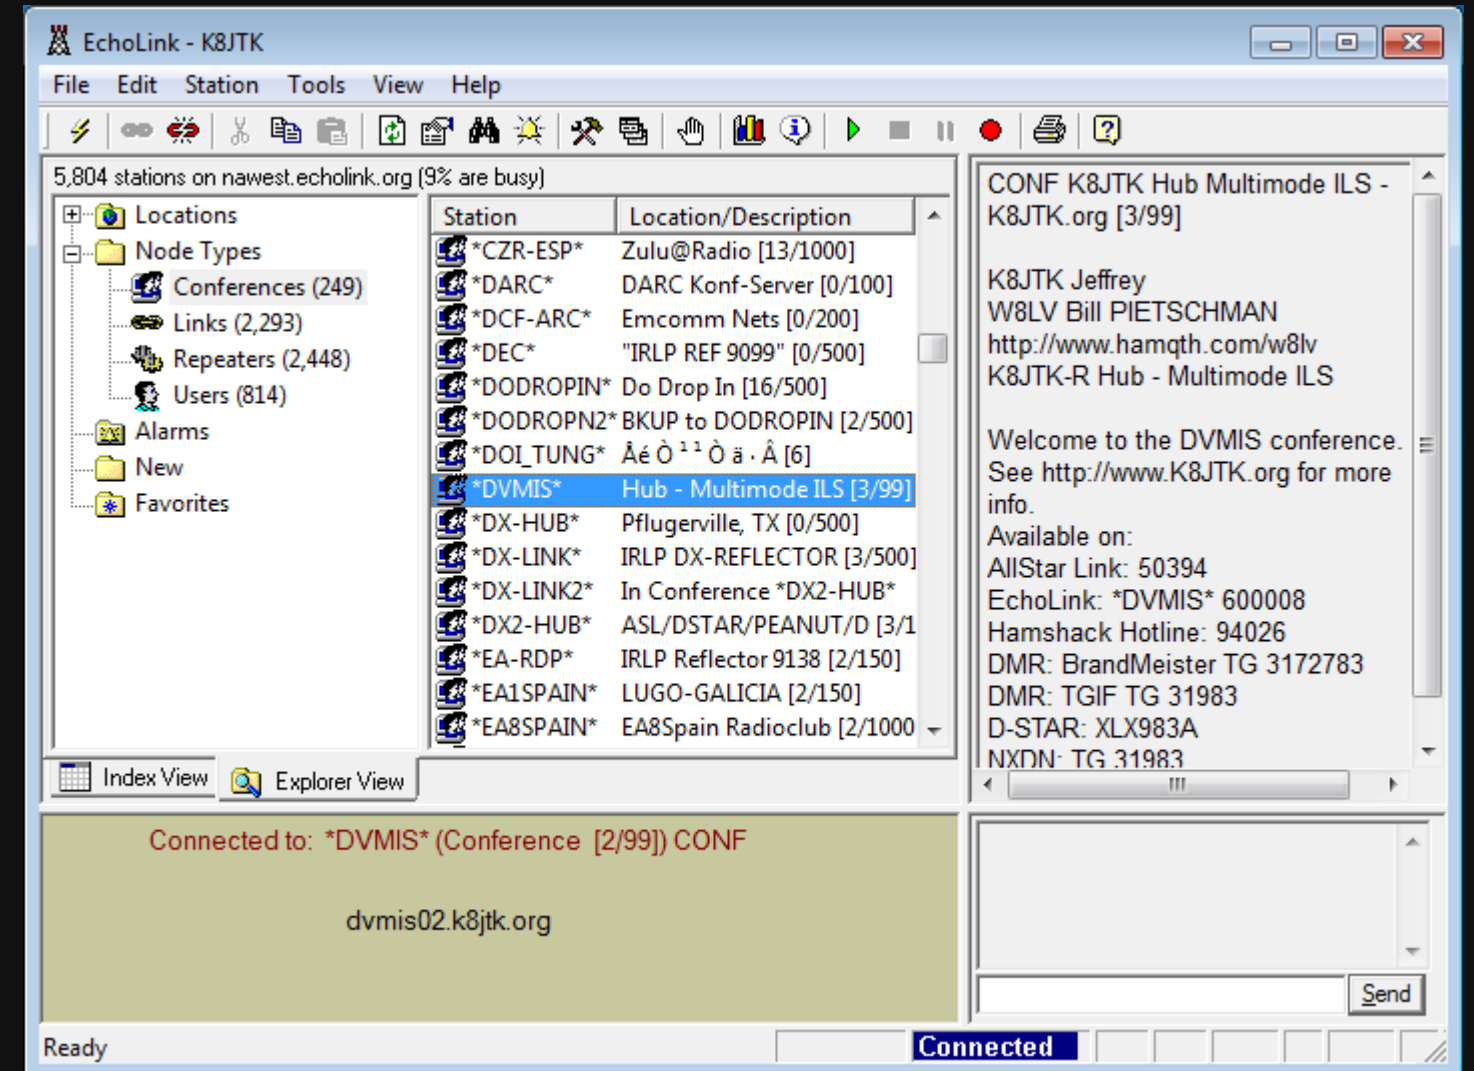 EchoLink - K8JTK
File Edit Station Tools View Help
5,804 stations on nawest.echolink.org (9% are busy)
Locations
Node Types
Conferences (249)
Links (2,293)
Repeaters (2,448)
Users (814)
Alarms
New
Favorites
Station Location/Description
*CZR-ESP* Zulu@Radio [13/1000]
*DARC* DARC Konf-Server [0/100]
*DCF-ARC* Emcomm Nets [0/200]
*DEC* "IRLP REF 9099" [0/500]
*DODROPIN* Do Drop In [16/500]
*DODROPN2* BKUP to DODROPIN [2/500]
*DOI_TUNG* Åé Ò ¹ ¹ Ò ä · Â [6]
*DVMIS* Hub - Multimode ILS [3/99]
*DX-HUB* Pflugerville, TX [0/500]
*DX-LINK* IRLP DX-REFLECTOR [3/500]
*DX-LINK2* In Conference *DX2-HUB*
*DX2-HUB* ASL/DSTAR/PEANUT/D [3/1
*EA-RDP* IRLP Reflector 9138 [2/150]
*EA1SPAIN* LUGO-GALICIA [2/150]
*EA8SPAIN* EA8Spain Radioclub [2/1000
Index View Explorer View
CONF K8JTK Hub Multimode ILS -
K8JTK.org [3/99]
K8JTK Jeffrey
W8LV Bill PIETSCHMAN
http://www.hamqth.com/w8lv
K8JTK-R Hub - Multimode ILS
Welcome to the DVMIS conference.
See http://www.K8JTK.org for more
info.
Available on:
AllStar Link: 50394
EchoLink: *DVMIS* 600008
Hamshack Hotline: 94026
DMR: BrandMeister TG 3172783
DMR: TGIF TG 31983
D-STAR: XLX983A
NXDN: TG 31983
Connected to: *DVMIS* (Conference [2/99]) CONF
dvmis02.k8jtk.org
Send
Ready
Connected